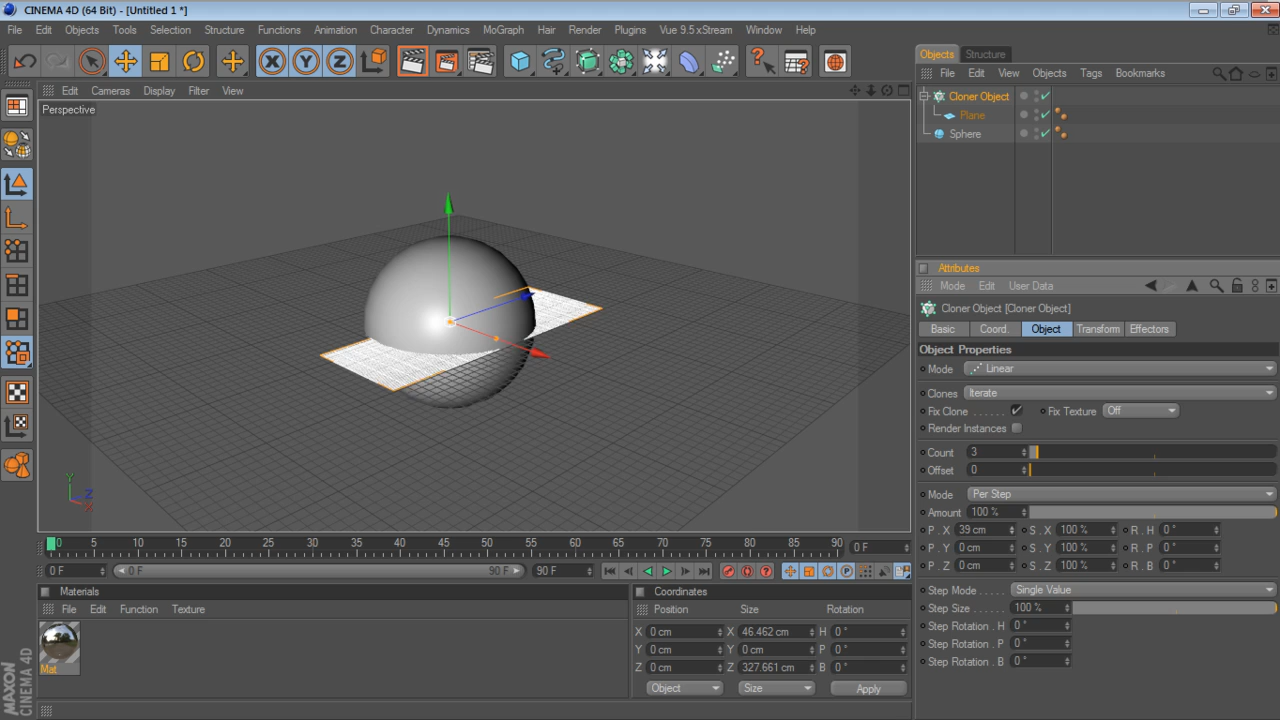 CINEMA 4D (64 Bit) - [Untitled 1 *]
File Edit Objects Tools Selection Structure Functions Animation Character Dynamics MoGraph Hair Render Plugins Vue 9.5 xStream Window Help
Objects Structure
File Edit View Objects Tags Bookmarks
Edit Cameras Display Filter View
Perspective
Cloner Object
Plane
Sphere
Attributes
Mode Edit User Data
Cloner Object [Cloner Object]
Basic Coord. Object Transform Effectors
Object Properties
Mode Linear
Clones Iterate
Fix Clone . . . . . . Fix Texture Off
Render Instances
Count 3
Offset 0
Mode Per Step
Amount 100 %
P . X 39 cm S . X 100 % R . H 0 °
P . Y 0 cm S . Y 100 % R . P 0 °
P . Z 0 cm S . Z 100 % R . B 0 °
Step Mode . . . . . Single Value
Step Size . . . . . . 100 %
Step Rotation . H 0 °
Step Rotation . P 0 °
Step Rotation . B 0 °
Y
Z
X
0 5 10 15 20 25 30 35 40 45 50 55 60 65 70 75 80 85 90 0 F
0 F 0 F 90 F 90 F
Materials
File Edit Function Texture
Mat
Coordinates
Position Size Rotation
X 0 cm X 46.462 cm H 0 °
Y 0 cm Y 0 cm P 0 °
Z 0 cm Z 327.661 cm B 0 °
Object Size Apply
MAXON
CINEMA 4D